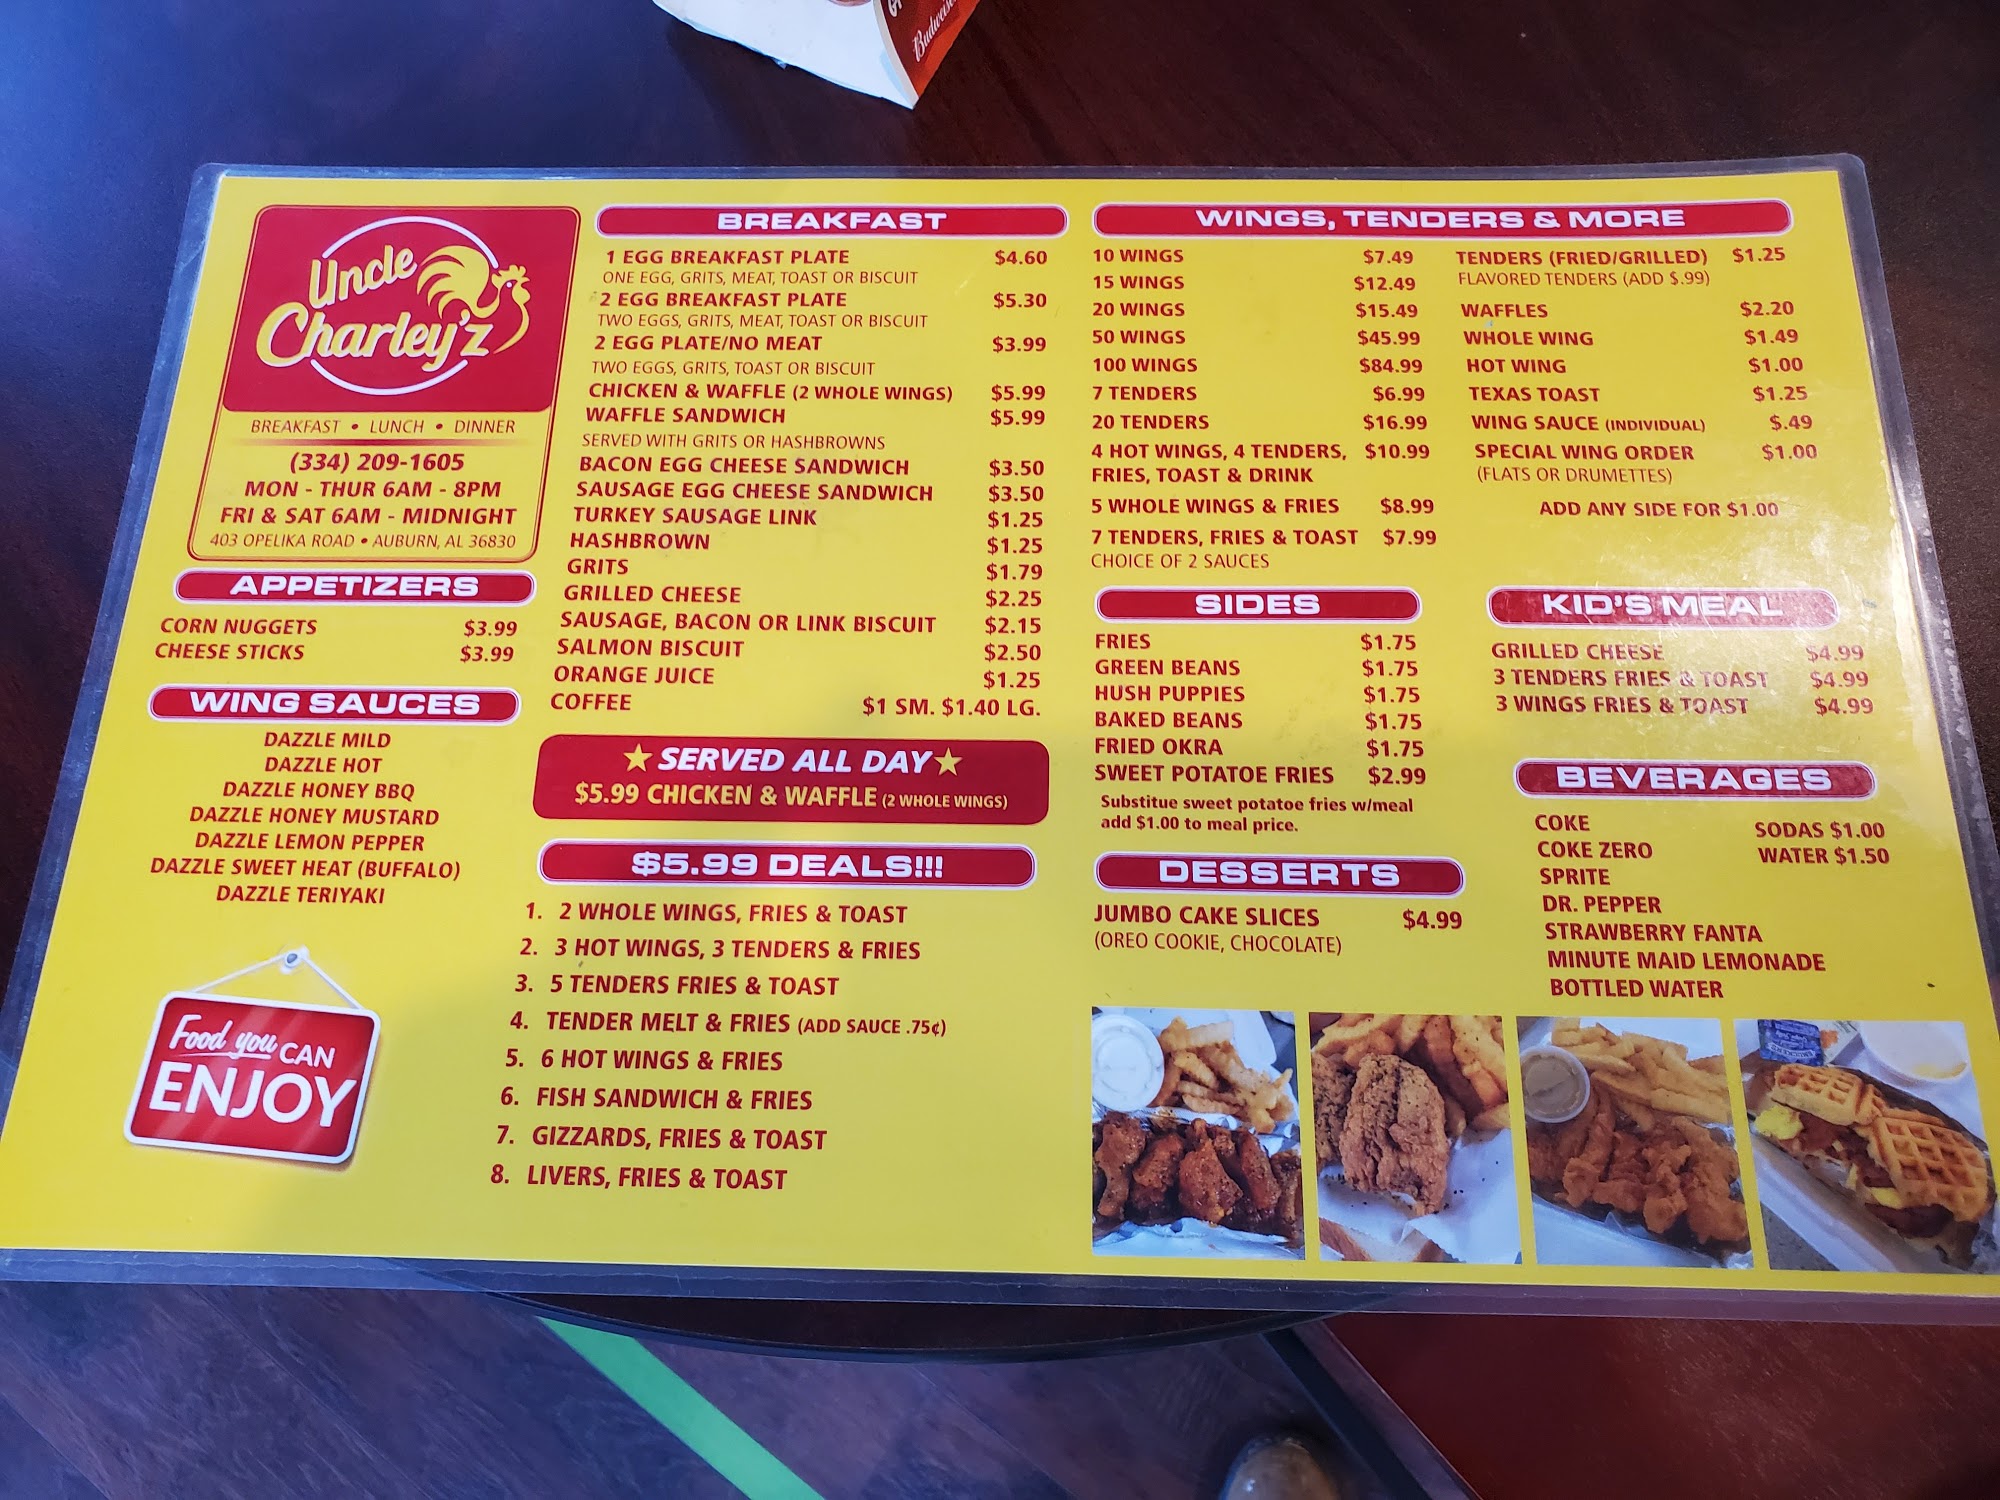 Budweiser
Uncle
Charley'z
BREAKFAST • LUNCH • DINNER
(334) 209-1605
MON - THUR 6AM - 8PM
FRI & SAT 6AM - MIDNIGHT
403 OPELIKA ROAD • AUBURN, AL 36830
APPETIZERS
CORN NUGGETS $3.99
CHEESE STICKS $3.99
WING SAUCES
DAZZLE MILD
DAZZLE HOT
DAZZLE HONEY BBQ
DAZZLE HONEY MUSTARD
DAZZLE LEMON PEPPER
DAZZLE SWEET HEAT (BUFFALO)
DAZZLE TERIYAKI
Food you CAN
ENJOY
BREAKFAST
1 EGG BREAKFAST PLATE $4.60
ONE EGG, GRITS, MEAT, TOAST OR BISCUIT
2 EGG BREAKFAST PLATE $5.30
TWO EGGS, GRITS, MEAT, TOAST OR BISCUIT
2 EGG PLATE/NO MEAT $3.99
TWO EGGS, GRITS, TOAST OR BISCUIT
CHICKEN & WAFFLE (2 WHOLE WINGS) $5.99
WAFFLE SANDWICH $5.99
SERVED WITH GRITS OR HASHBROWNS
BACON EGG CHEESE SANDWICH $3.50
SAUSAGE EGG CHEESE SANDWICH $3.50
TURKEY SAUSAGE LINK $1.25
HASHBROWN $1.25
GRITS $1.79
GRILLED CHEESE $2.25
SAUSAGE, BACON OR LINK BISCUIT $2.15
SALMON BISCUIT $2.50
ORANGE JUICE $1.25
COFFEE $1 SM. $1.40 LG.
★ SERVED ALL DAY ★
$5.99 CHICKEN & WAFFLE (2 WHOLE WINGS)
$5.99 DEALS!!!
1. 2 WHOLE WINGS, FRIES & TOAST
2. 3 HOT WINGS, 3 TENDERS & FRIES
3. 5 TENDERS FRIES & TOAST
4. TENDER MELT & FRIES (ADD SAUCE .75¢)
5. 6 HOT WINGS & FRIES
6. FISH SANDWICH & FRIES
7. GIZZARDS, FRIES & TOAST
8. LIVERS, FRIES & TOAST
WINGS, TENDERS & MORE
10 WINGS $7.49
15 WINGS $12.49
20 WINGS $15.49
50 WINGS $45.99
100 WINGS $84.99
7 TENDERS $6.99
20 TENDERS $16.99
4 HOT WINGS, 4 TENDERS, $10.99
FRIES, TOAST & DRINK
5 WHOLE WINGS & FRIES $8.99
7 TENDERS, FRIES & TOAST $7.99
CHOICE OF 2 SAUCES
TENDERS (FRIED/GRILLED) $1.25
FLAVORED TENDERS (ADD $.99)
WAFFLES $2.20
WHOLE WING $1.49
HOT WING $1.00
TEXAS TOAST $1.25
WING SAUCE (INDIVIDUAL) $.49
SPECIAL WING ORDER $1.00
(FLATS OR DRUMETTES)
ADD ANY SIDE FOR $1.00
SIDES
FRIES $1.75
GREEN BEANS $1.75
HUSH PUPPIES $1.75
BAKED BEANS $1.75
FRIED OKRA $1.75
SWEET POTATOE FRIES $2.99
Substitue sweet potatoe fries w/meal
add $1.00 to meal price.
DESSERTS
JUMBO CAKE SLICES $4.99
(OREO COOKIE, CHOCOLATE)
KID'S MEAL
GRILLED CHEESE $4.99
3 TENDERS FRIES & TOAST $4.99
3 WINGS FRIES & TOAST $4.99
BEVERAGES
COKE SODAS $1.00
COKE ZERO WATER $1.50
SPRITE
DR. PEPPER
STRAWBERRY FANTA
MINUTE MAID LEMONADE
BOTTLED WATER